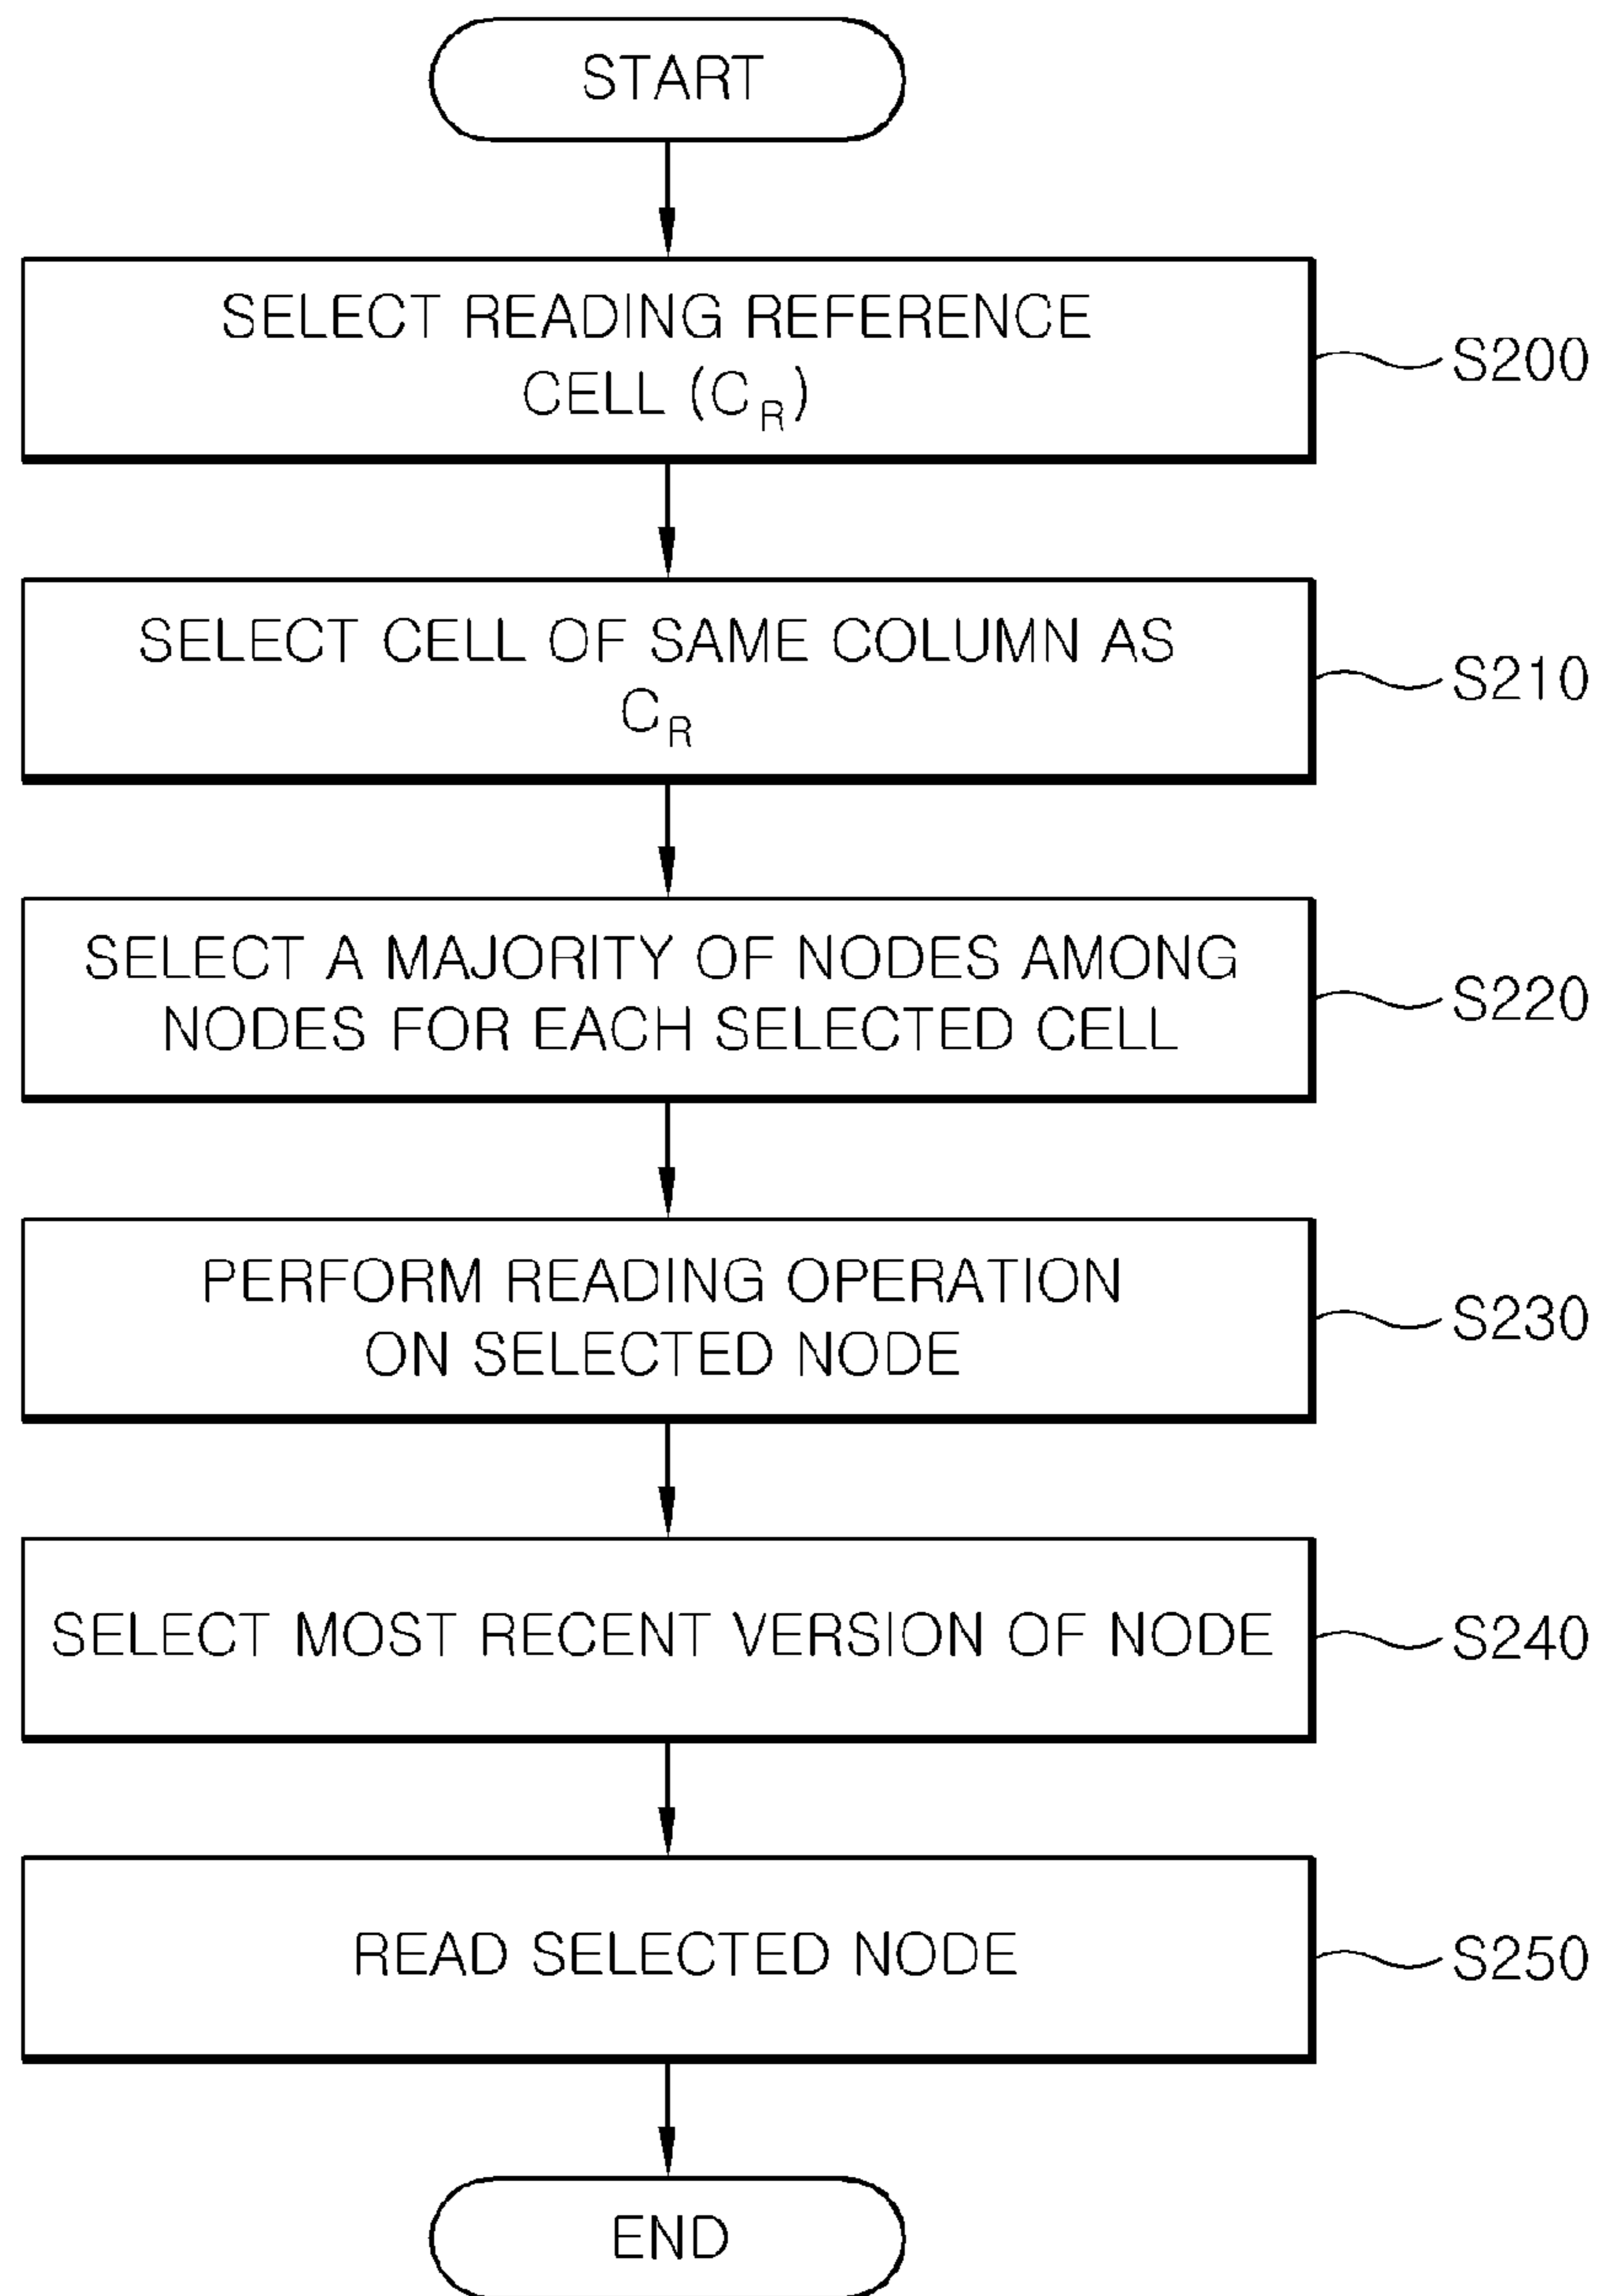 START
SELECT READING REFERENCE
CELL (C_R)
S200
SELECT CELL OF SAME COLUMN AS
C_R
S210
SELECT A MAJORITY OF NODES AMONG
NODES FOR EACH SELECTED CELL
S220
PERFORM READING OPERATION
ON SELECTED NODE
S230
SELECT MOST RECENT VERSION OF NODE
S240
READ SELECTED NODE
S250
END